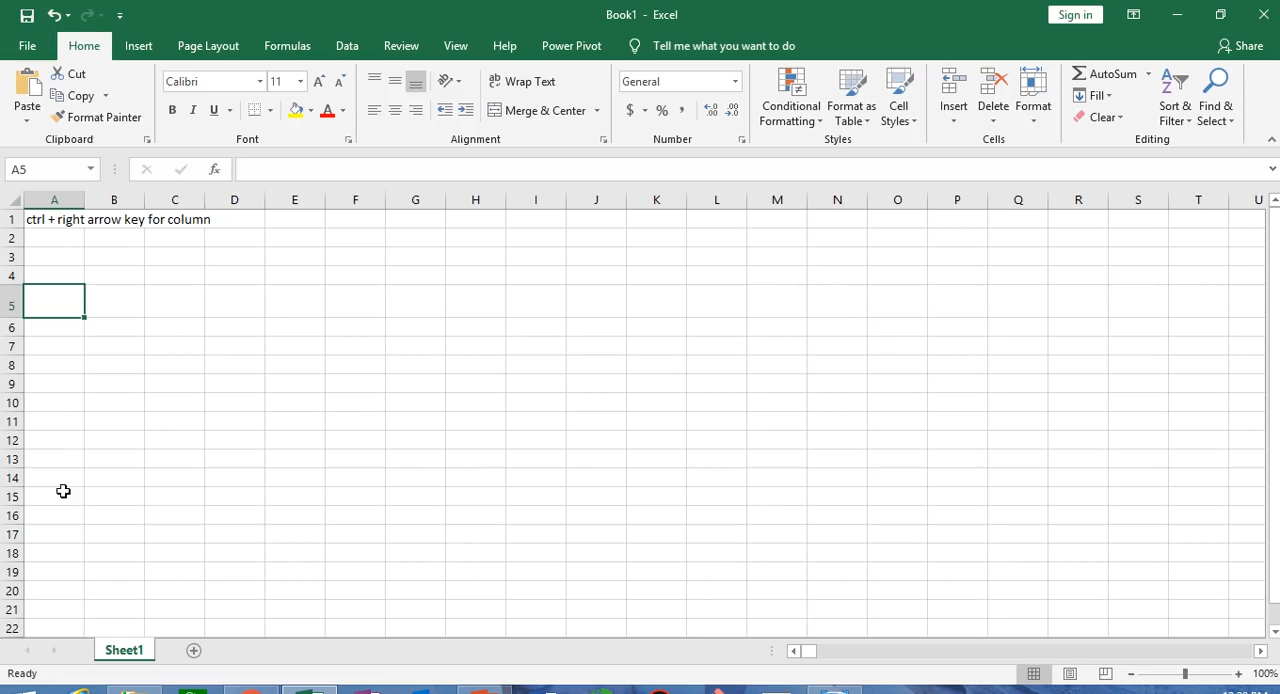 Book1 - Excel
Sign in
File Home Insert Page Layout Formulas Data Review View Help Power Pivot Tell me what you want to do Share
Cut
Copy
Format Painter
Paste
Clipboard
Calibri 11
B I U
Font
Wrap Text
Merge & Center
Alignment
General
$ % ,
Number
Conditional Formatting
Format as Table
Cell Styles
Styles
Insert Delete Format
Cells
AutoSum
Fill
Clear
Sort & Filter
Find & Select
Editing
A5 fx
A B C D E F G H I J K L M N O P Q R S T U
1 ctrl + right arrow key for column
2
3
4
5
6
7
8
9
10
11
12
13
14
15
16
17
18
19
20
21
22
Sheet1
Ready 100%